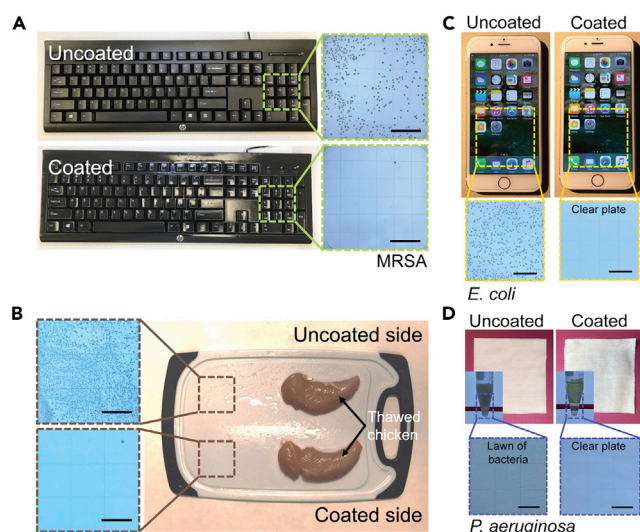 A
Uncoated
Coated
MRSA
B
Uncoated side
Thawed
chicken
Coated side
C
Uncoated
Coated
Clear plate
E. coli
D
Uncoated
Coated
Lawn of
bacteria
Clear plate
P. aeruginosa